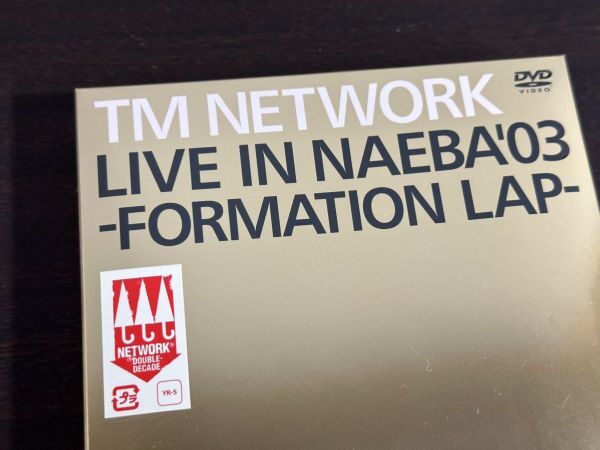 TM NETWORK
DVD
VIDEO
LIVE IN NAEBA'03
-FORMATION LAP-
NETWORK
DOUBLE-
DECADE
YR-5